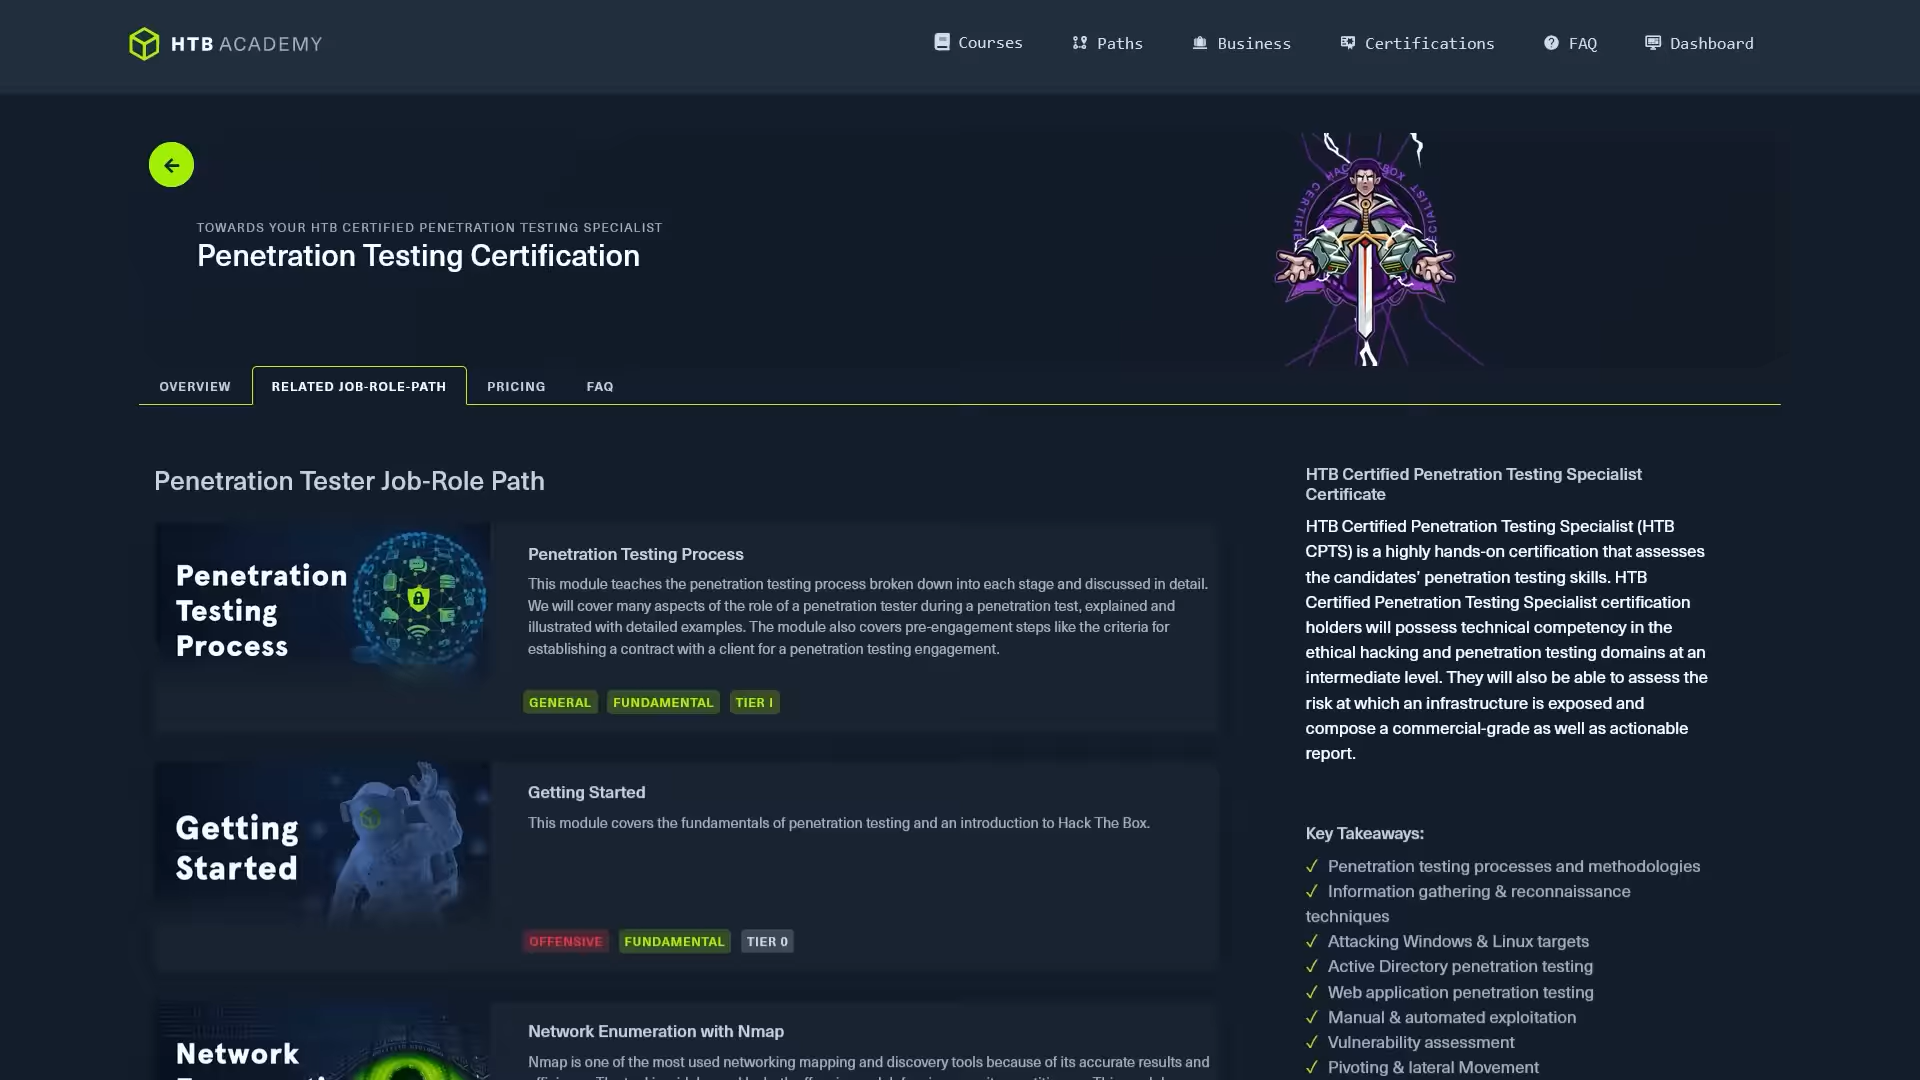 HTB ACADEMY
Courses
Paths
Business
Certifications
FAQ
Dashboard
TOWARDS YOUR HTB CERTIFIED PENETRATION TESTING SPECIALIST
Penetration Testing Certification
OVERVIEW
RELATED JOB-ROLE-PATH
PRICING
FAQ
Penetration Tester Job-Role Path
Penetration
Testing
Process
Penetration Testing Process
This module teaches the penetration testing process broken down into each stage and discussed in detail.
We will cover many aspects of the role of a penetration tester during a penetration test, explained and
illustrated with detailed examples. The module also covers pre-engagement steps like the criteria for
establishing a contract with a client for a penetration testing engagement.
GENERAL
FUNDAMENTAL
TIER I
Getting
Started
Getting Started
This module covers the fundamentals of penetration testing and an introduction to Hack The Box.
OFFENSIVE
FUNDAMENTAL
TIER 0
Network
Network Enumeration with Nmap
Nmap is one of the most used networking mapping and discovery tools because of its accurate results and
HTB Certified Penetration Testing Specialist
Certificate
HTB Certified Penetration Testing Specialist (HTB
CPTS) is a highly hands-on certification that assesses
the candidates' penetration testing skills. HTB
Certified Penetration Testing Specialist certification
holders will possess technical competency in the
ethical hacking and penetration testing domains at an
intermediate level. They will also be able to assess the
risk at which an infrastructure is exposed and
compose a commercial-grade as well as actionable
report.
Key Takeaways:
✓ Penetration testing processes and methodologies
✓ Information gathering & reconnaissance
techniques
✓ Attacking Windows & Linux targets
✓ Active Directory penetration testing
✓ Web application penetration testing
✓ Manual & automated exploitation
✓ Vulnerability assessment
✓ Pivoting & lateral Movement